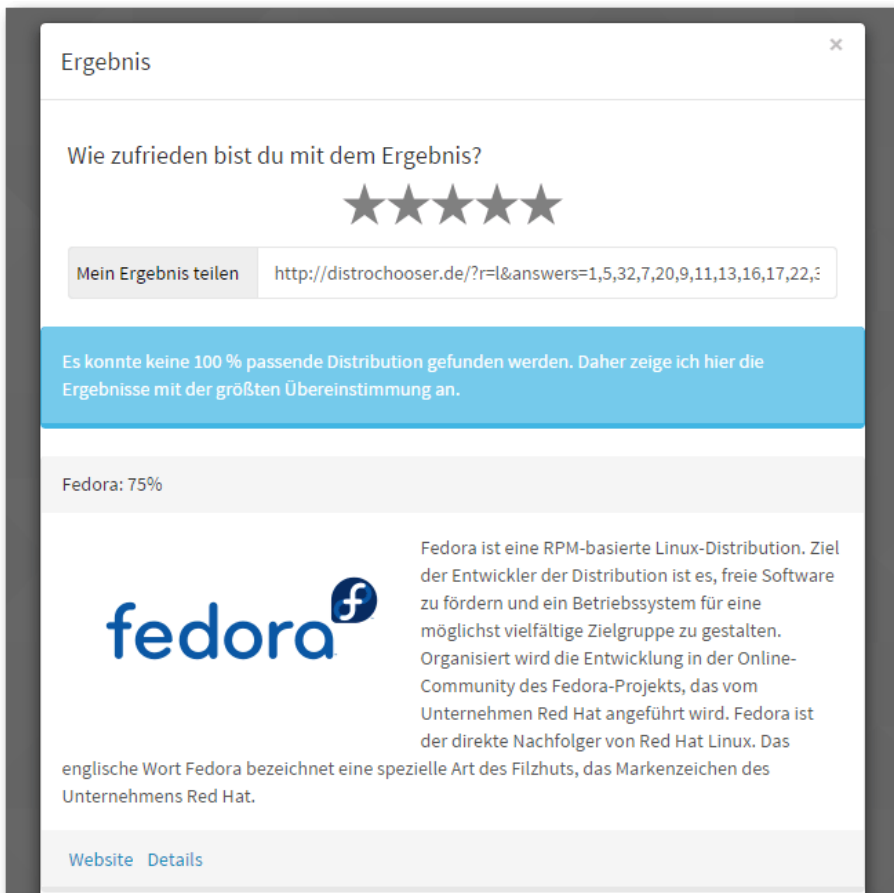 Ergebnis
×
Wie zufrieden bist du mit dem Ergebnis?
Mein Ergebnis teilen
http://distrochooser.de/?r=l&answers=1,5,32,7,20,9,11,13,16,17,22,3
Es konnte keine 100 % passende Distribution gefunden werden. Daher zeige ich hier die
Ergebnisse mit der größten Übereinstimmung an.
Fedora: 75%
fedora
Fedora ist eine RPM-basierte Linux-Distribution. Ziel
der Entwickler der Distribution ist es, freie Software
zu fördern und ein Betriebssystem für eine
möglichst vielfältige Zielgruppe zu gestalten.
Organisiert wird die Entwicklung in der Online-
Community des Fedora-Projekts, das vom
Unternehmen Red Hat angeführt wird. Fedora ist
der direkte Nachfolger von Red Hat Linux. Das
englische Wort Fedora bezeichnet eine spezielle Art des Filzhuts, das Markenzeichen des
Unternehmens Red Hat.
Website Details